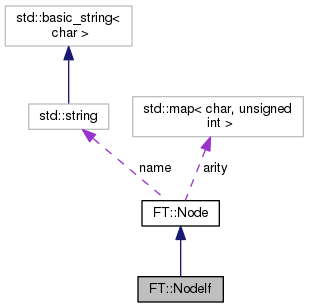 std::basic_string<
char >
std::string
std::map< char, unsigned
int >
name
arity
FT::Node
FT::NodeIf